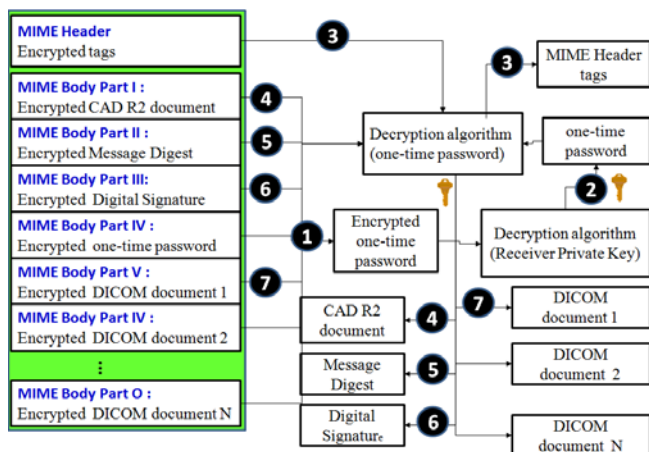 MIME Header
Encrypted tags
3
3
MIME Header
tags
MIME Body Part I :
Encrypted CAD R2 document
4
MIME Body Part II :
Encrypted Message Digest
5
MIME Body Part III:
Encrypted Digital Signature
6
MIME Body Part IV :
Encrypted one-time password
1
MIME Body Part V :
Encrypted DICOM document 1
7
MIME Body Part IV :
Encrypted DICOM document 2
⋮
MIME Body Part O :
Encrypted DICOM document N
Decryption algorithm
(one-time password)
one-time
password
2
Encrypted
one-time
password
Decryption algorithm
(Receiver Private Key)
CAD R2
document
4
7
DICOM
document 1
Message
Digest
5
DICOM
document 2
Digital
Signature
6
DICOM
document N